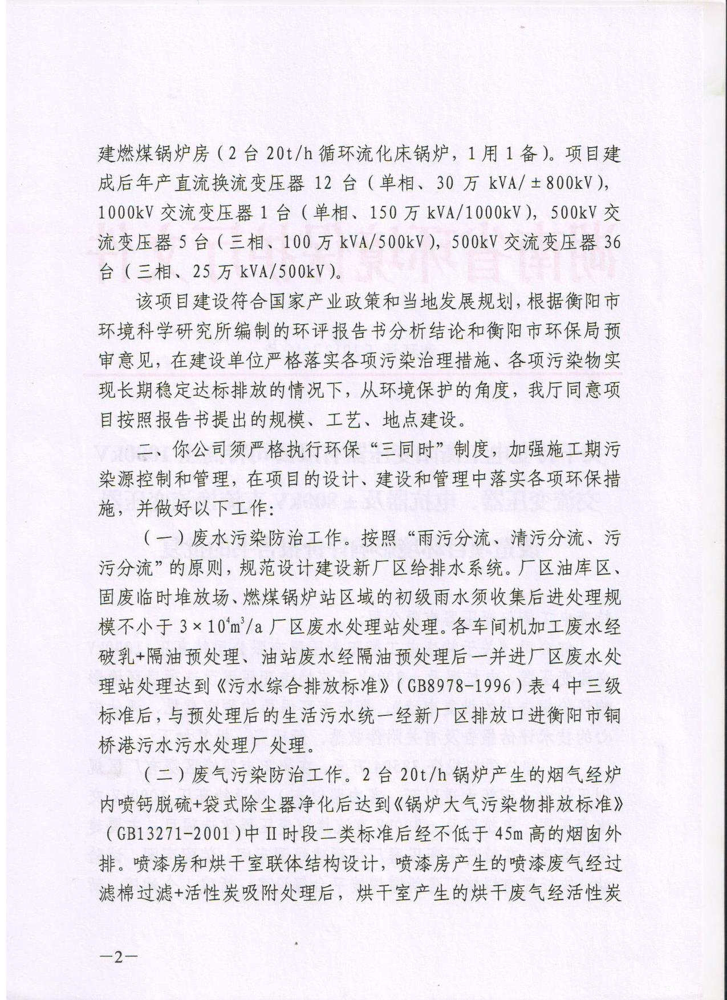 建燃煤锅炉房（2 台 20t/h 循环流化床锅炉，1 用 1 备）。项目建
成后年产直流换流变压器 12 台（单相、30 万 kVA/±800kV），
1000kV 交流变压器 1 台（单相、150 万 kVA/1000kV），500kV 交
流变压器 5 台（三相、100 万 kVA/500kV），500kV 交流变压器 36
台（三相、25 万 kVA/500kV）。
该项目建设符合国家产业政策和当地发展规划，根据衡阳市
环境科学研究所编制的环评报告书分析结论和衡阳市环保局预
审意见，在建设单位严格落实各项污染治理措施、各项污染物实
现长期稳定达标排放的情况下，从环境保护的角度，我厅同意项
目按照报告书提出的规模、工艺、地点建设。
二、你公司须严格执行环保“三同时”制度，加强施工期污
染源控制和管理，在项目的设计、建设和管理中落实各项环保措
施，并做好以下工作：
（一）废水污染防治工作。按照“雨污分流、清污分流、污
污分流”的原则，规范设计建设新厂区给排水系统。厂区油库区、
固废临时堆放场、燃煤锅炉站区域的初级雨水须收集后进处理规
模不小于 3×10⁴m³/a 厂区废水处理站处理。各车间机加工废水经
破乳+隔油预处理、油站废水经隔油预处理后一并进厂区废水处
理站处理达到《污水综合排放标准》（GB8978-1996）表 4 中三级
标准后，与预处理后的生活污水统一经新厂区排放口进衡阳市铜
桥港污水污水处理厂处理。
（二）废气污染防治工作。2 台 20t/h 锅炉产生的烟气经炉
内喷钙脱硫+袋式除尘器净化后达到《锅炉大气污染物排放标准》
（GB13271-2001）中 II 时段二类标准后经不低于 45m 高的烟囱外
排。喷漆房和烘干室联体结构设计，喷漆房产生的喷漆废气经过
滤棉过滤+活性炭吸附处理后，烘干室产生的烘干废气经活性炭
—2—